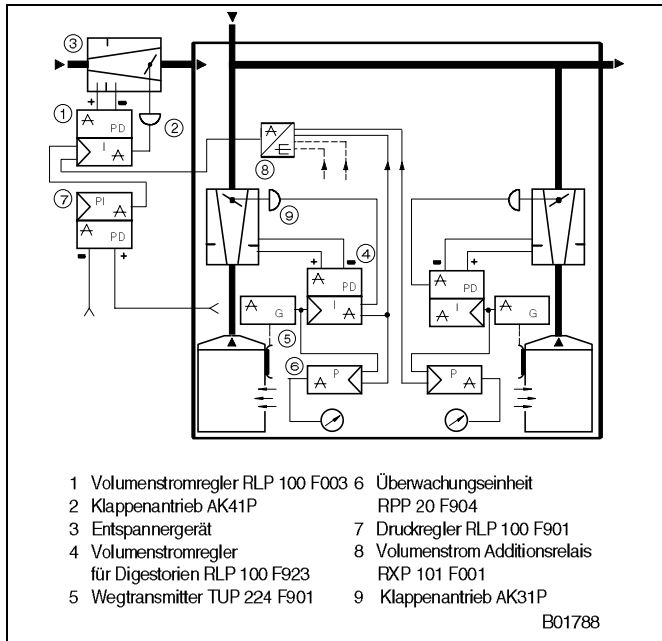 3
1
2
7
+ -
A PD
I A
PI A
A PD
- +
A
8
9
4
+ -
A PD
I A
A G
5
6
P A
- +
A PD
I A
A G
P A
1 Volumenstromregler RLP 100 F003
2 Klappenantrieb AK41P
3 Entspannergerät
4 Volumenstromregler
für Digestorien RLP 100 F923
5 Wegtransmitter TUP 224 F901
6 Überwachungseinheit
RPP 20 F904
7 Druckregler RLP 100 F901
8 Volumenstrom Additionsrelais
RXP 101 F001
9 Klappenantrieb AK31P
B01788